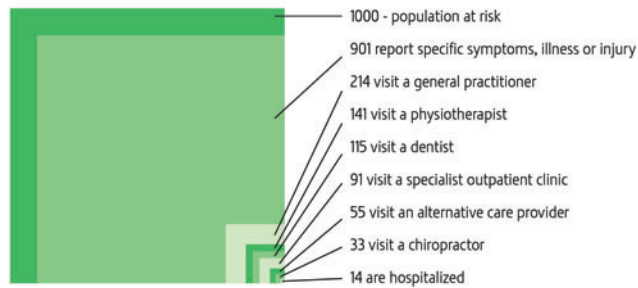 1000 - population at risk
901 report specific symptoms, illness or injury
214 visit a general practitioner
141 visit a physiotherapist
115 visit a dentist
91 visit a specialist outpatient clinic
55 visit an alternative care provider
33 visit a chiropractor
14 are hospitalized